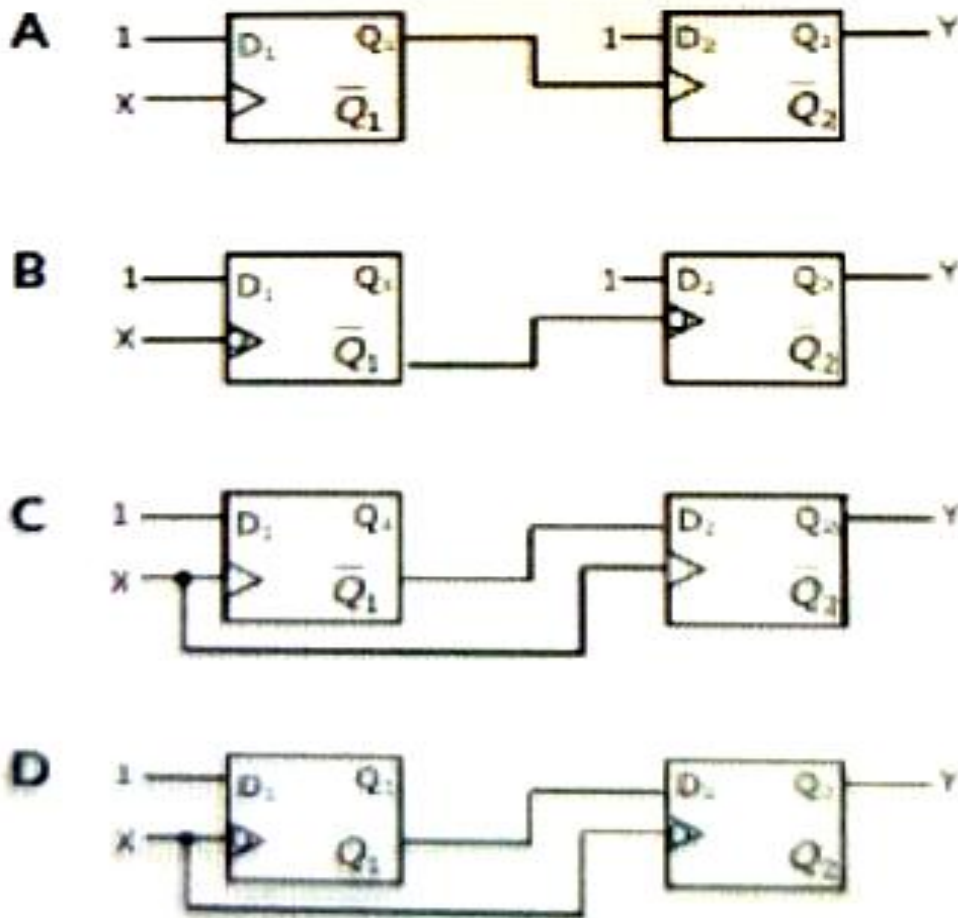 A 1 D₁ Q₁ 1 D₂ Q₂ Y
X Q̅₁ Q̅₂
B 1 D₁ Q₁ 1 D₂ Q₂ Y
X Q̅₁ Q̅₂
C 1 D₁ Q₁ D₂ Q₂ Y
X Q̅₁ Q̅₂
D 1 D₁ Q₁ D₂ Q₂ Y
X Q₁ Q₂